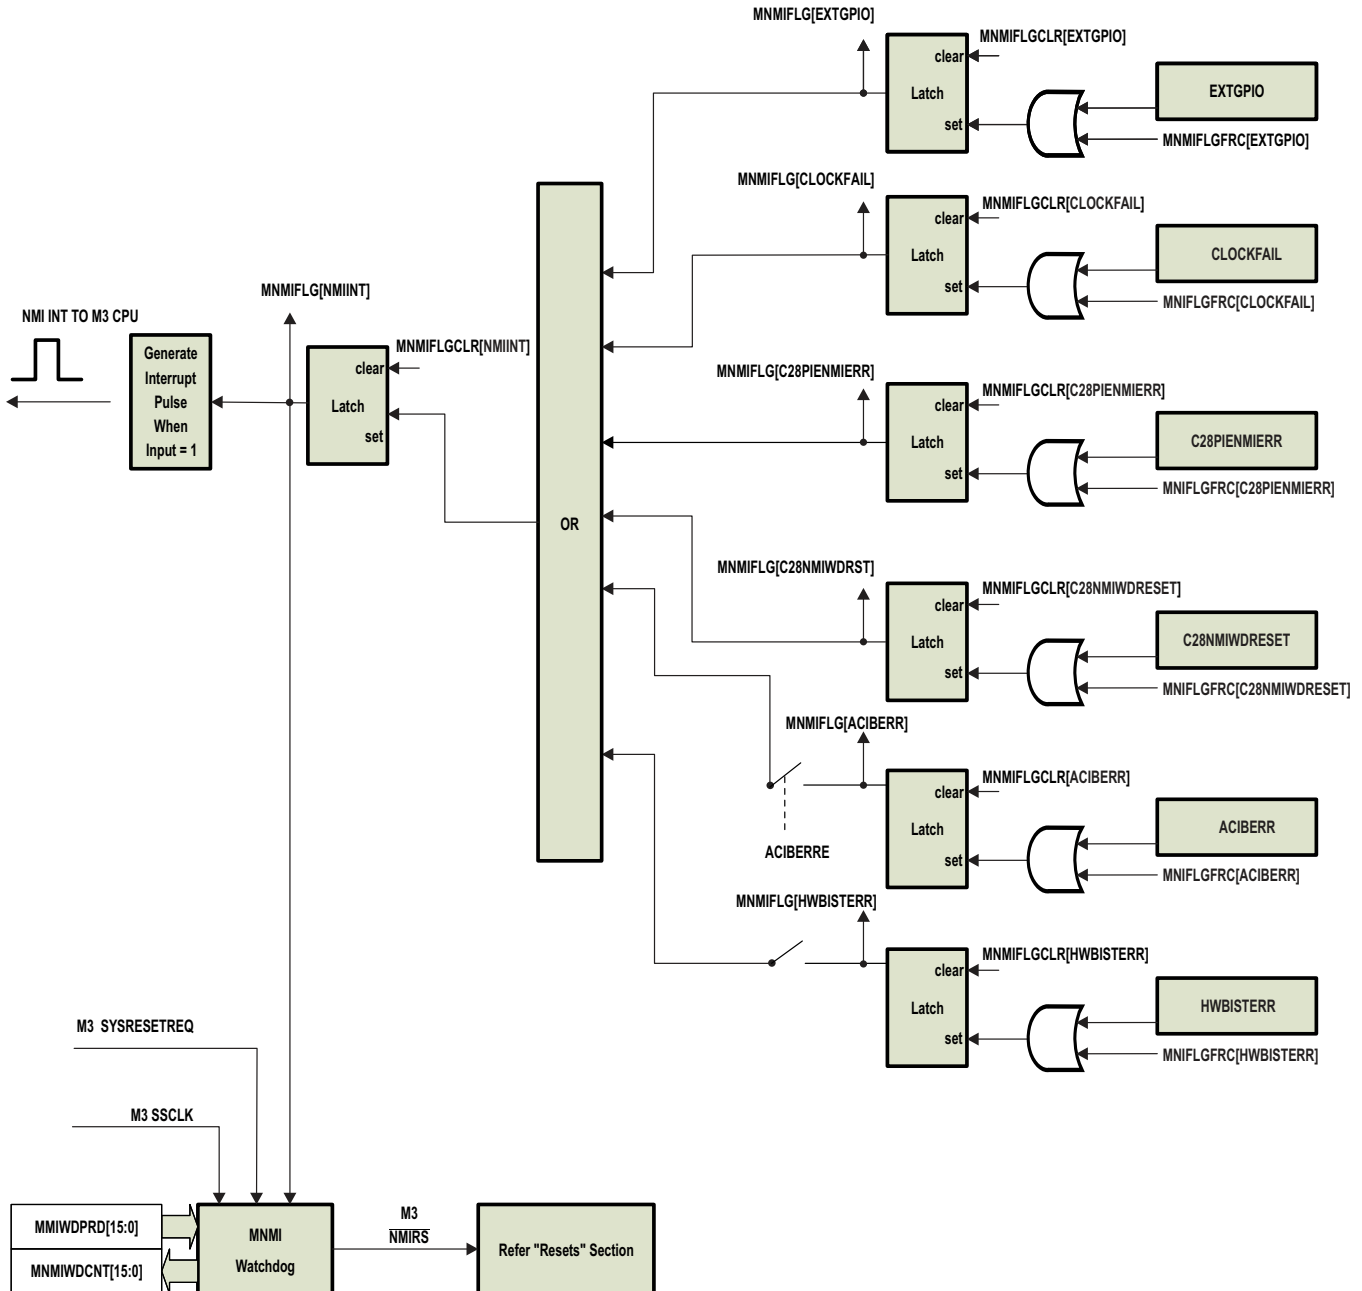 MNMIFLG[EXTGPIO]
MNMIFLGCLR[EXTGPIO]
clear
Latch
set
EXTGPIO
MNMIFLGFRC[EXTGPIO]
MNMIFLG[CLOCKFAIL]
MNMIFLGCLR[CLOCKFAIL]
clear
Latch
set
CLOCKFAIL
MNIFLGFRC[CLOCKFAIL]
MNMIFLG[NMIINT]
NMI INT TO M3 CPU
Generate
Interrupt
Pulse
When
Input = 1
MNMIFLGCLR[NMIINT]
clear
Latch
set
OR
MNMIFLG[C28PIENMIERR]
MNMIFLGCLR[C28PIENMIERR]
clear
Latch
set
C28PIENMIERR
MNIFLGFRC[C28PIENMIERR]
MNMIFLG[C28NMIWDRST]
MNMIFLGCLR[C28NMIWDRESET]
clear
Latch
set
C28NMIWDRESET
MNIFLGFRC[C28NMIWDRESET]
MNMIFLG[ACIBERR]
MNMIFLGCLR[ACIBERR]
clear
Latch
set
ACIBERR
MNIFLGFRC[ACIBERR]
ACIBERRE
MNMIFLG[HWBISTERR]
MNMIFLGCLR[HWBISTERR]
clear
Latch
set
HWBISTERR
MNIFLGFRC[HWBISTERR]
M3 SYSRESETREQ
M3 SSCLK
MMIWDPRD[15:0]
MNMIWDCNT[15:0]
MNMI
Watchdog
M3
NMIRS
Refer "Resets" Section